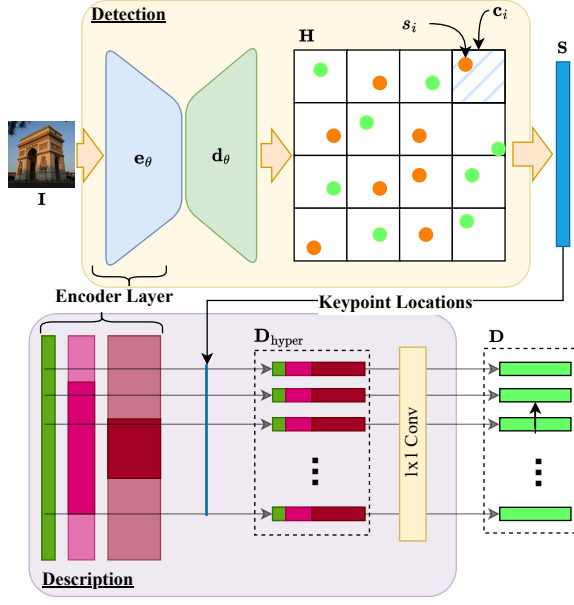 Detection
H
s_i
c_i
S
e_θ
d_θ
I
Encoder Layer
Keypoint Locations
D_hyper
D
1x1 Conv
Description